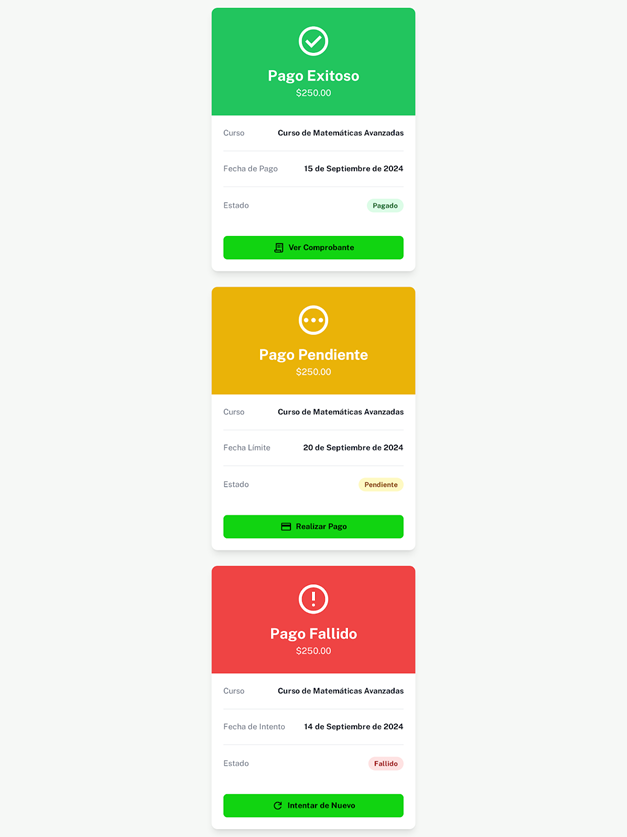 Pago Exitoso
$250.00
Curso Curso de Matemáticas Avanzadas
Fecha de Pago 15 de Septiembre de 2024
Estado Pagado
Ver Comprobante
Pago Pendiente
$250.00
Curso Curso de Matemáticas Avanzadas
Fecha Límite 20 de Septiembre de 2024
Estado Pendiente
Realizar Pago
Pago Fallido
$250.00
Curso Curso de Matemáticas Avanzadas
Fecha de Intento 14 de Septiembre de 2024
Estado Fallido
Intentar de Nuevo